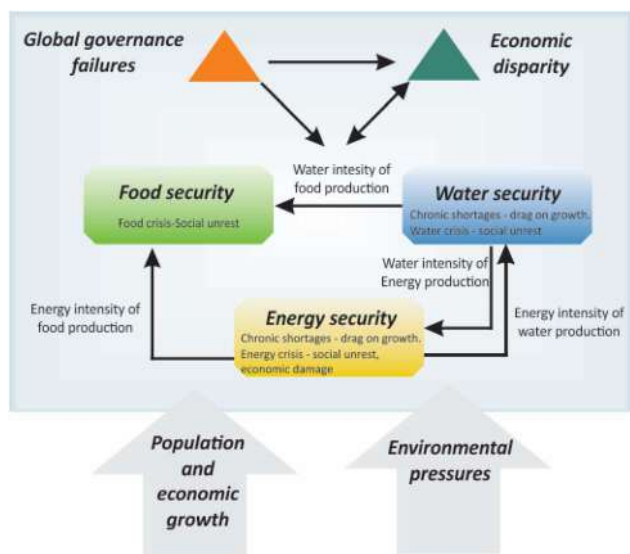 Global governance
failures
Economic
disparity
Water intesity of
food production
Food security
Food crisis-Social unrest
Water security
Chronic shortages - drag on growth.
Water crisis - social unrest
Water intensity of
Energy production
Energy intensity of
food production
Energy security
Chronic shortages - drag on growth.
Energy crisis - social unrest,
economic damage
Energy intensity of
water production
Population
and
economic
growth
Environmental
pressures